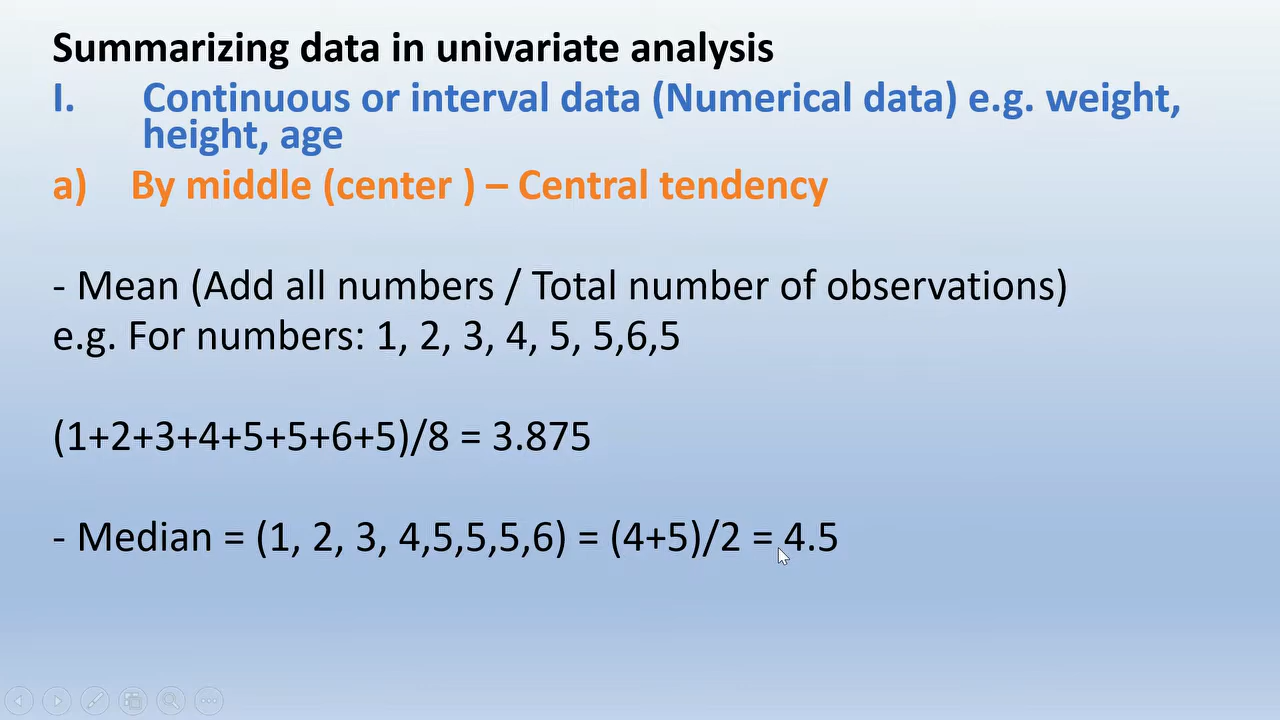 Summarizing data in univariate analysis
I. Continuous or interval data (Numerical data) e.g. weight,
height, age
a) By middle (center ) – Central tendency
- Mean (Add all numbers / Total number of observations)
e.g. For numbers: 1, 2, 3, 4, 5, 5,6,5
(1+2+3+4+5+5+6+5)/8 = 3.875
- Median = (1, 2, 3, 4,5,5,5,6) = (4+5)/2 = 4.5